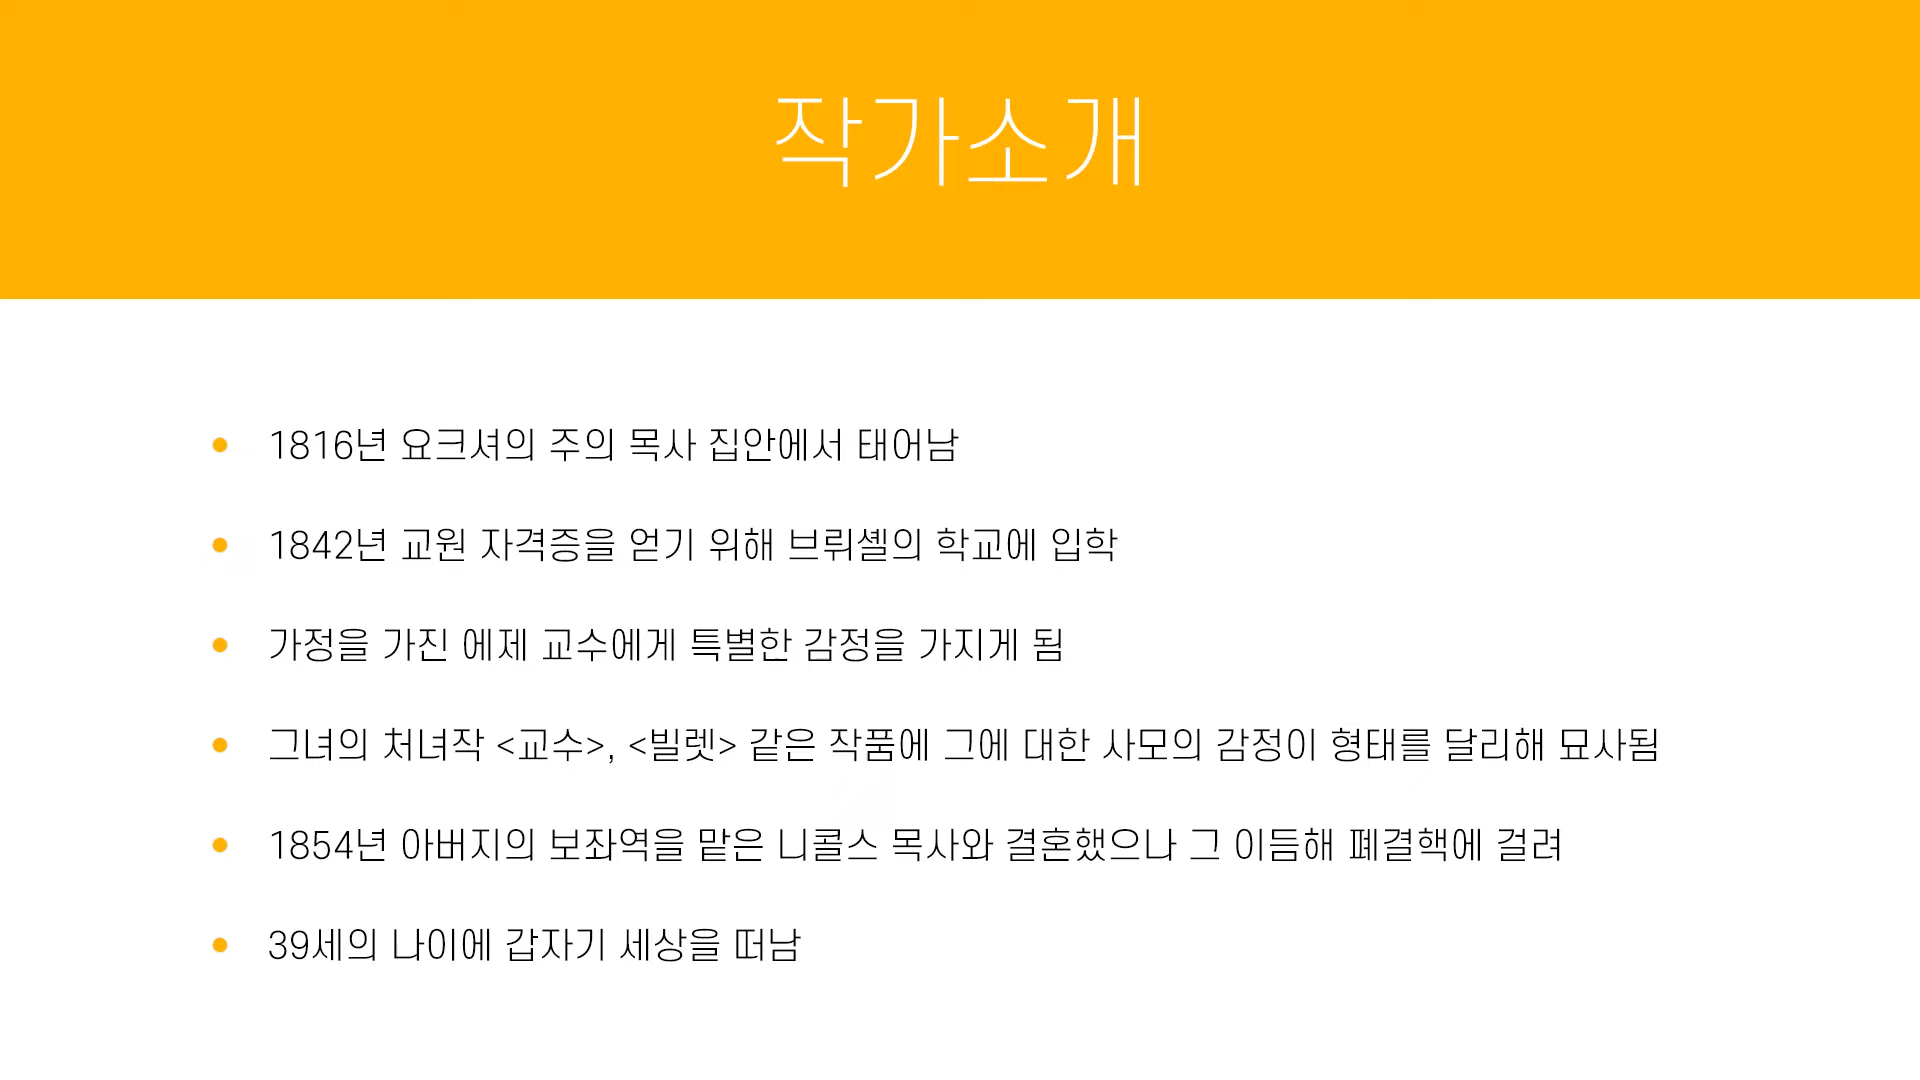 작가소개
1816년 요크셔의 주의 목사 집안에서 태어남
1842년 교원 자격증을 얻기 위해 브뤼셀의 학교에 입학
가정을 가진 에제 교수에게 특별한 감정을 가지게 됨
그녀의 처녀작 <교수>, <빌렛> 같은 작품에 그에 대한 사모의 감정이 형태를 달리해 묘사됨
1854년 아버지의 보좌역을 맡은 니콜스 목사와 결혼했으나 그 이듬해 폐결핵에 걸려
39세의 나이에 갑자기 세상을 떠남